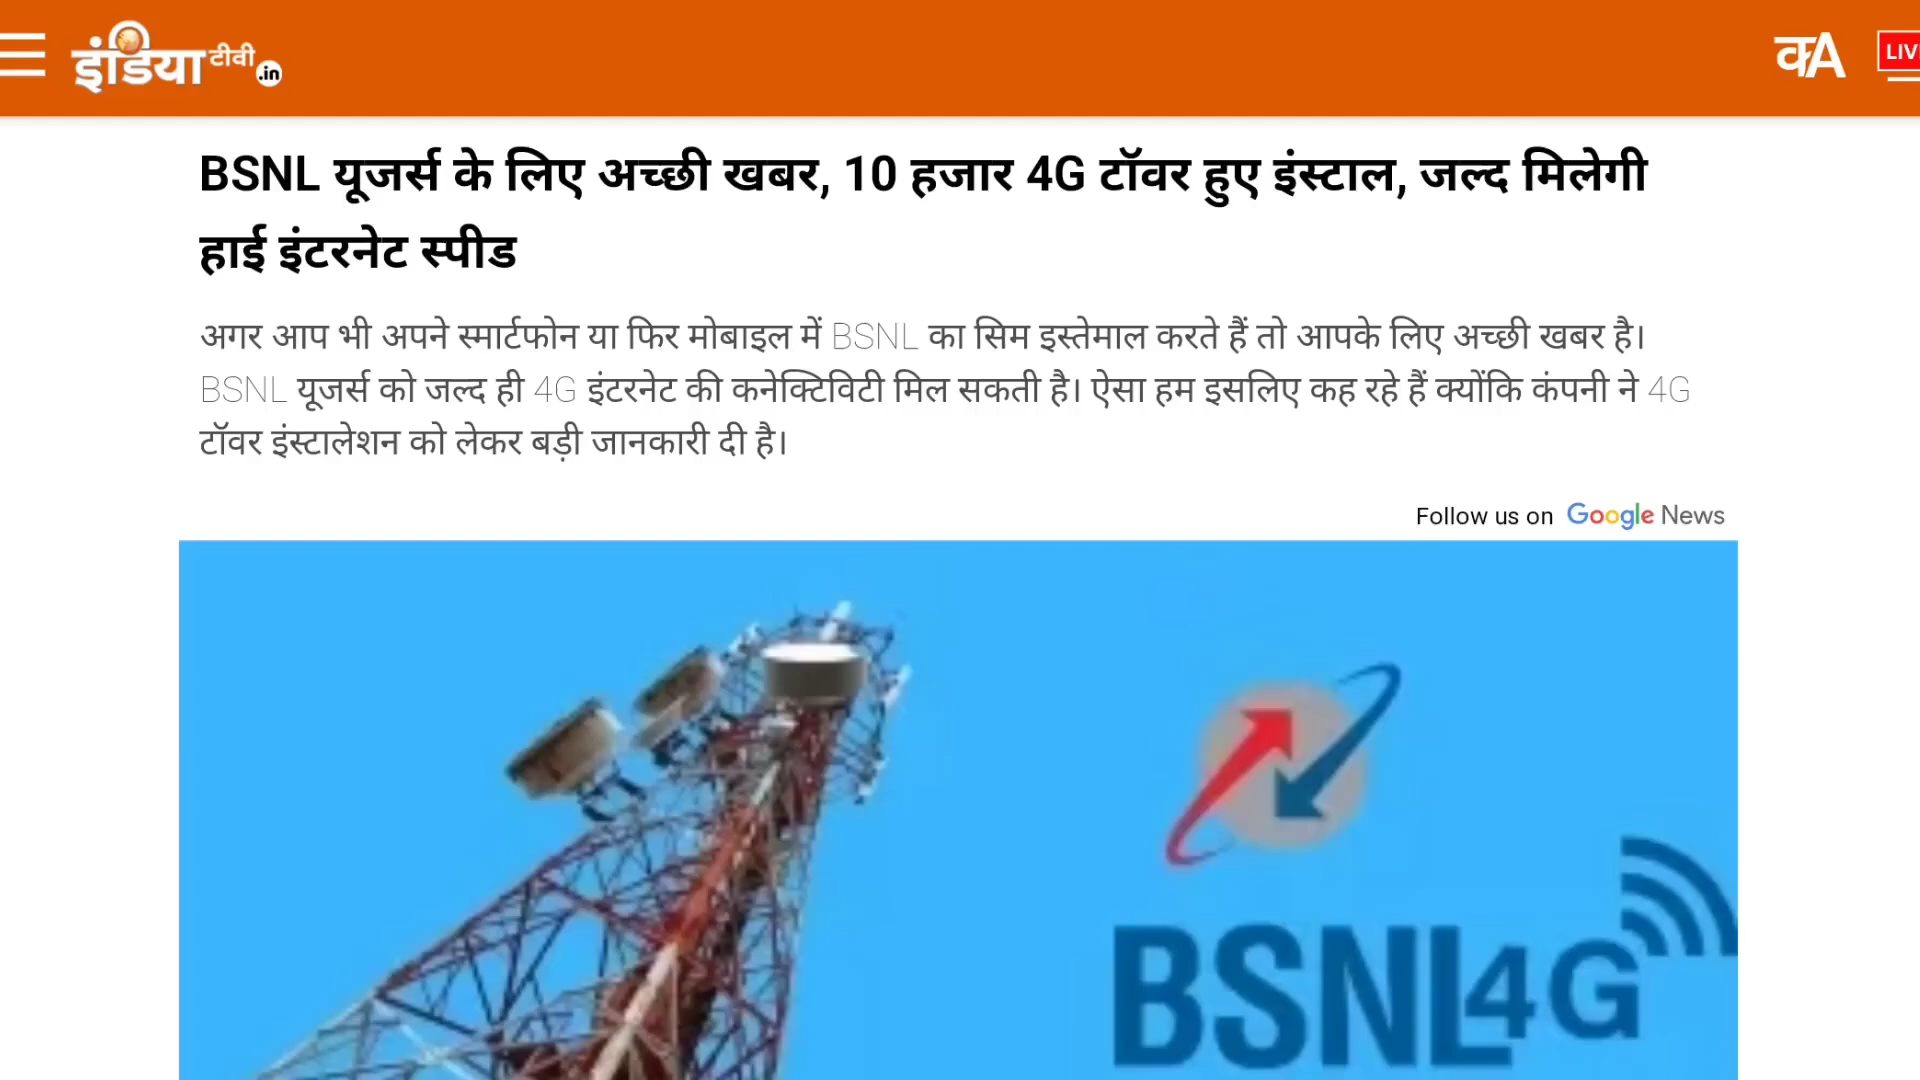 इंडिया टीवी .in
क A
BSNL यूजर्स के लिए अच्छी खबर, 10 हजार 4G टॉवर हुए इंस्टाल, जल्द मिलेगी
हाई इंटरनेट स्पीड
अगर आप भी अपने स्मार्टफोन या फिर मोबाइल में BSNL का सिम इस्तेमाल करते हैं तो आपके लिए अच्छी खबर है।
BSNL यूजर्स को जल्द ही 4G इंटरनेट की कनेक्टिविटी मिल सकती है। ऐसा हम इसलिए कह रहे हैं क्योंकि कंपनी ने 4G
टॉवर इंस्टालेशन को लेकर बड़ी जानकारी दी है।
Follow us on Google News
BSNL 4G